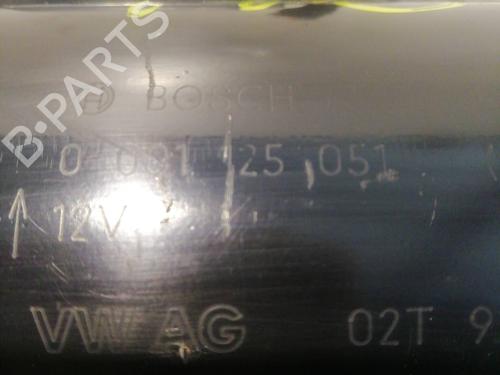 B-PARTS
BOSCH
0 001 125 051
12V
VW AG 02T 9